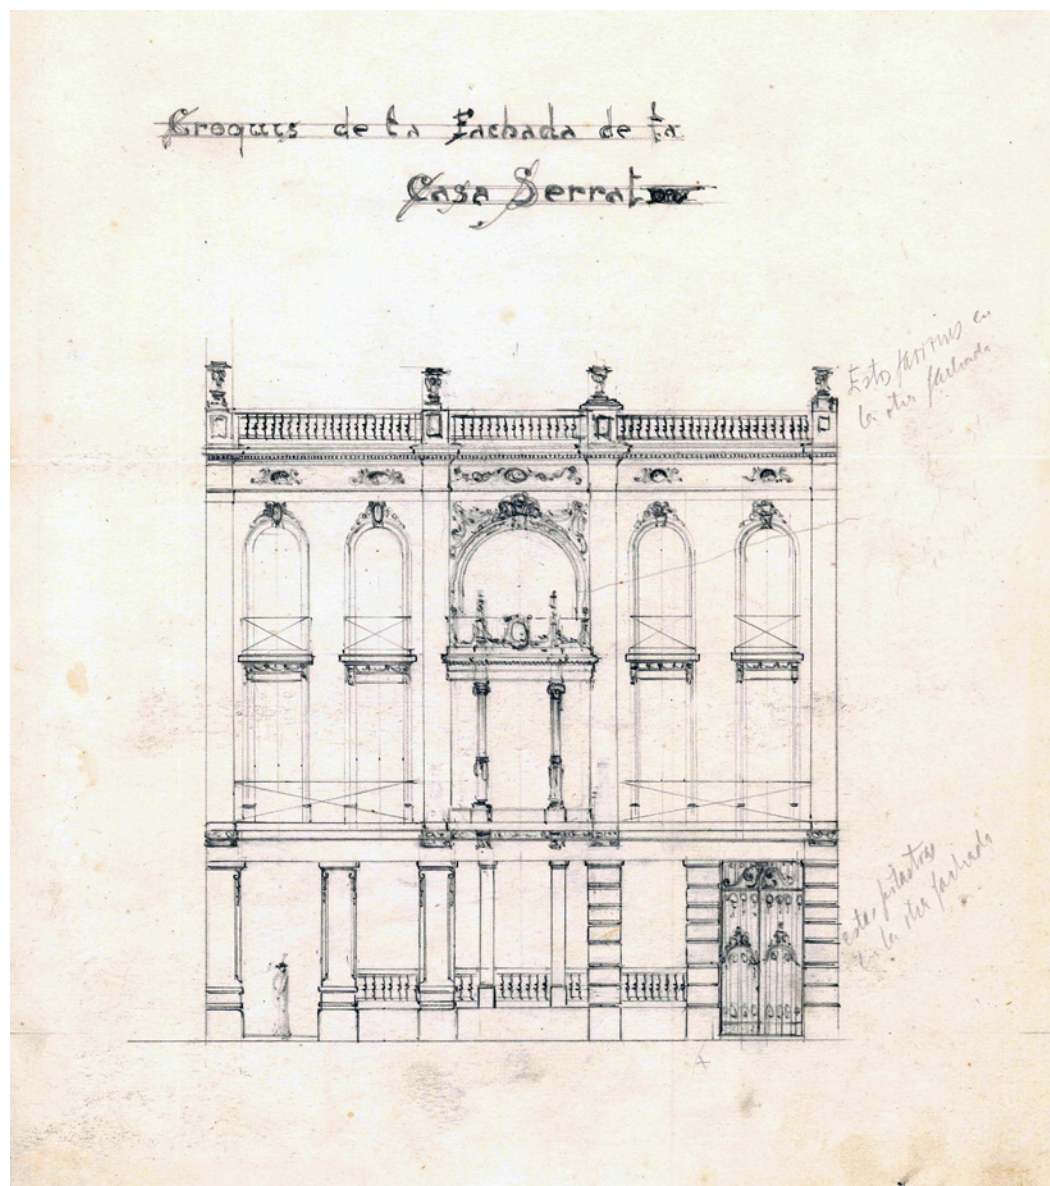 Croquis de la Fachada de la
Casa Serrat
Estos jarrones en
la otra fachada
estas pilastras
en la otra fachada